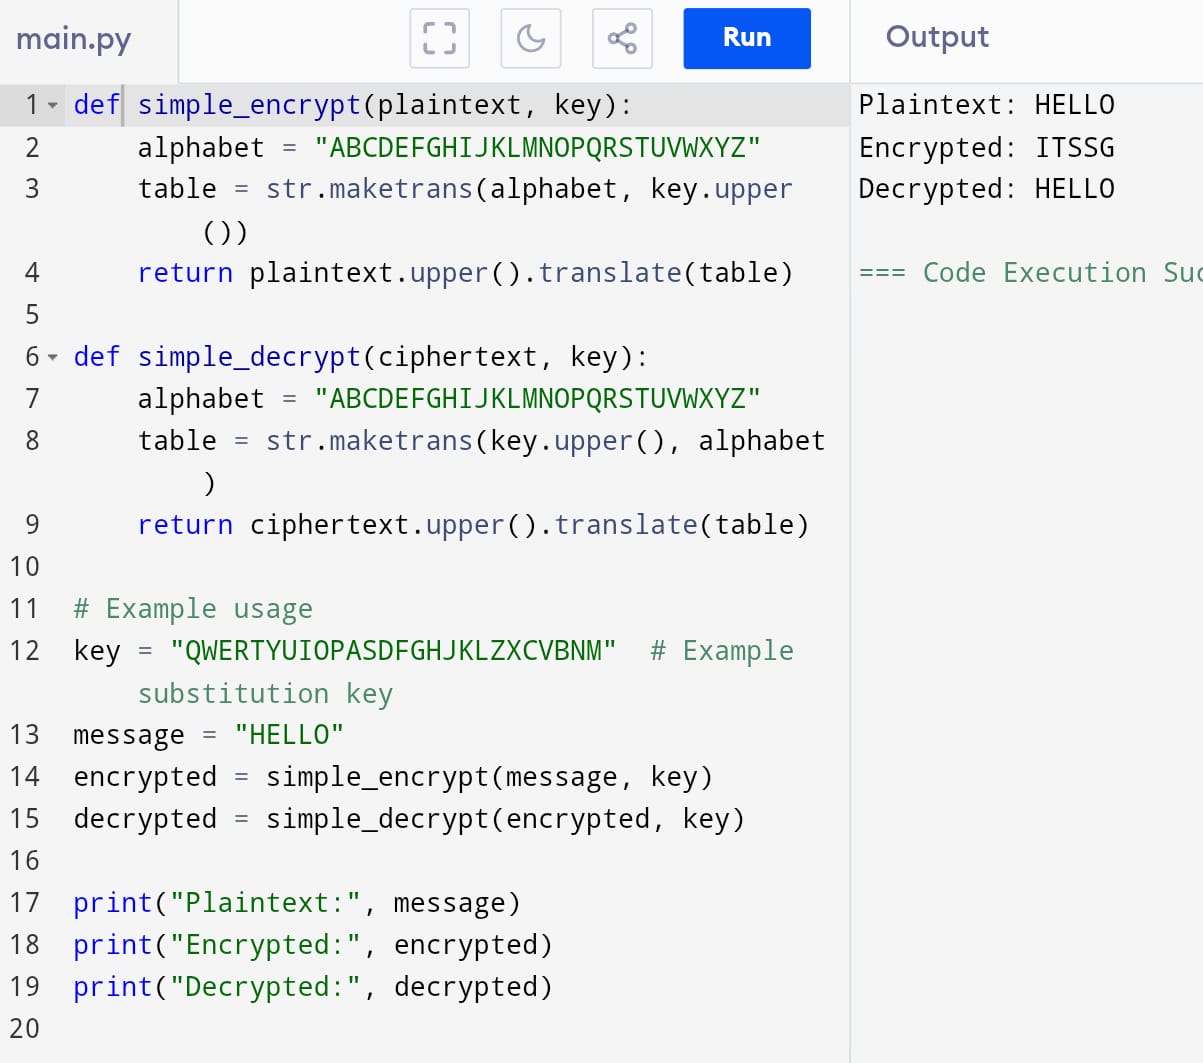 main.py
Run
Output
1 def simple_encrypt(plaintext, key):
2     alphabet = "ABCDEFGHIJKLMNOPQRSTUVWXYZ"
3     table = str.maketrans(alphabet, key.upper
        ())
4     return plaintext.upper().translate(table)
5
6 def simple_decrypt(ciphertext, key):
7     alphabet = "ABCDEFGHIJKLMNOPQRSTUVWXYZ"
8     table = str.maketrans(key.upper(), alphabet
        )
9     return ciphertext.upper().translate(table)
10
11 # Example usage
12 key = "QWERTYUIOPASDFGHJKLZXCVBNM"  # Example
    substitution key
13 message = "HELLO"
14 encrypted = simple_encrypt(message, key)
15 decrypted = simple_decrypt(encrypted, key)
16
17 print("Plaintext:", message)
18 print("Encrypted:", encrypted)
19 print("Decrypted:", decrypted)
20
Plaintext: HELLO
Encrypted: ITSSG
Decrypted: HELLO
=== Code Execution Suc